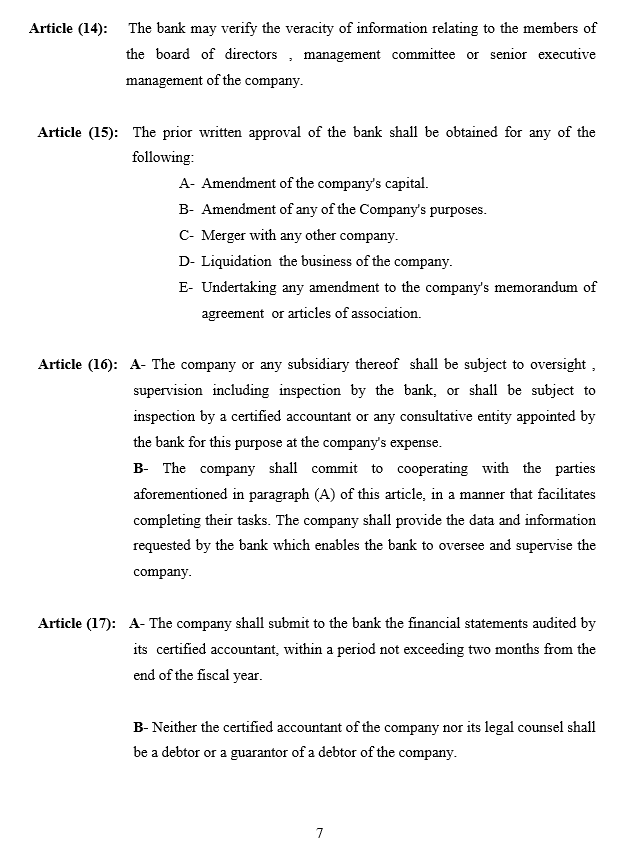 Article (14): The bank may verify the veracity of information relating to the members of
the board of directors , management committee or senior executive
management of the company.
Article (15): The prior written approval of the bank shall be obtained for any of the
following:
A- Amendment of the company's capital.
B- Amendment of any of the Company's purposes.
C- Merger with any other company.
D- Liquidation the business of the company.
E- Undertaking any amendment to the company's memorandum of
agreement or articles of association.
Article (16): A- The company or any subsidiary thereof shall be subject to oversight ,
supervision including inspection by the bank, or shall be subject to
inspection by a certified accountant or any consultative entity appointed by
the bank for this purpose at the company's expense.
B- The company shall commit to cooperating with the parties
aforementioned in paragraph (A) of this article, in a manner that facilitates
completing their tasks. The company shall provide the data and information
requested by the bank which enables the bank to oversee and supervise the
company.
Article (17): A- The company shall submit to the bank the financial statements audited by
its certified accountant, within a period not exceeding two months from the
end of the fiscal year.
B- Neither the certified accountant of the company nor its legal counsel shall
be a debtor or a guarantor of a debtor of the company.
7